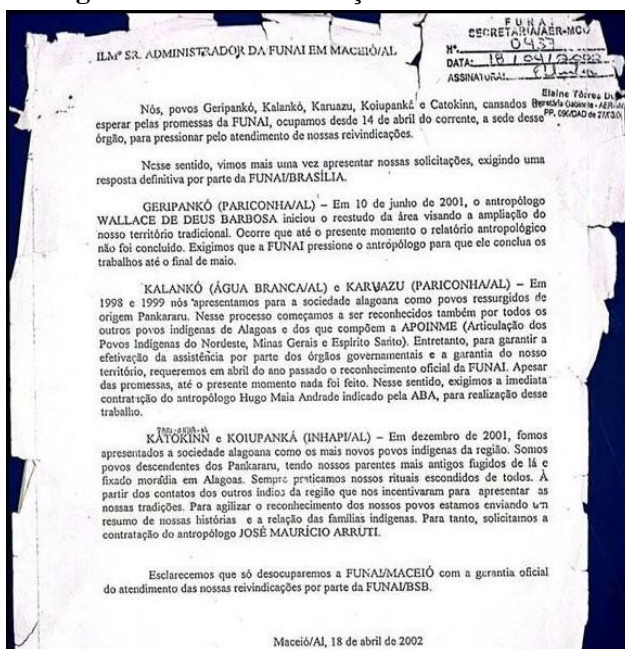 FUNAI
SECRETARIA/AER-MCO
Nº. 0437
DATA: 18/04/2002
ASSINATURA:
Elaine Tôrres
ILMº SR. ADMINISTRADOR DA FUNAI EM MACEIÓ/AL
Nós, povos Geripankó, Kalankó, Karuazu, Koiupanká e Catokinn, cansados
esperar pelas promessas da FUNAI, ocupamos desde 14 de abril do corrente, a sede desse
órgão, para pressionar pelo atendimento de nossas reivindicações.
Nesse sentido, vimos mais uma vez apresentar nossas solicitações, exigindo uma
resposta definitiva por parte da FUNAI/BRASÍLIA.
GERIPANKÓ (PARICONHA/AL) – Em 10 de junho de 2001, o antropólogo
WALLACE DE DEUS BARBOSA iniciou o reestudo da área visando a ampliação do
nosso território tradicional. Ocorre que até o presente momento o relatório antropológico
não foi concluído. Exigimos que a FUNAI pressione o antropólogo para que ele conclua os
trabalhos até o final de maio.
KALANKÓ (ÁGUA BRANCA/AL) e KARUAZU (PARICONHA/AL) – Em
1998 e 1999 nós apresentamos para a sociedade alagoana como povos ressurgidos de
origem Pankararu. Nesse processo começamos a ser reconhecidos também por todos os
outros povos indígenas de Alagoas e dos que compõem a APOINME (Articulação dos
Povos Indígenas do Nordeste, Minas Gerais e Espírito Santo). Entretanto, para garantir a
efetivação da assistência por parte dos órgãos governamentais e a garantia do nosso
território, requeremos em abril do ano passado o reconhecimento oficial da FUNAI. Apesar
das promessas, até o presente momento nada foi feito. Nesse sentido, exigimos a imediata
contratação do antropólogo Hugo Maia Andrade indicado pela ABA, para realização desse
trabalho.
KATOKINN e KOIUPANKÁ (INHAPI/AL) – Em dezembro de 2001, fomos
apresentados a sociedade alagoana como os mais novos povos indígenas da região. Somos
povos descendentes dos Pankararu, tendo nossos parentes mais antigos fugidos de lá e
fixado moradia em Alagoas. Sempre praticamos nossos rituais escondidos de todos. À
partir dos contatos dos outros índios da região que nos incentivaram para apresentar as
nossas tradições. Para agilizar o reconhecimento dos nossos povos estamos enviando um
resumo de nossas histórias e a relação das famílias indígenas. Para tanto, solicitamos a
contratação do antropólogo JOSÉ MAURÍCIO ARRUTI.
Esclarecemos que só desocuparemos a FUNAI/MACEIÓ com a garantia oficial
do atendimento das nossas reivindicações por parte da FUNAI/BSB.
Maceió/Al, 18 de abril de 2002